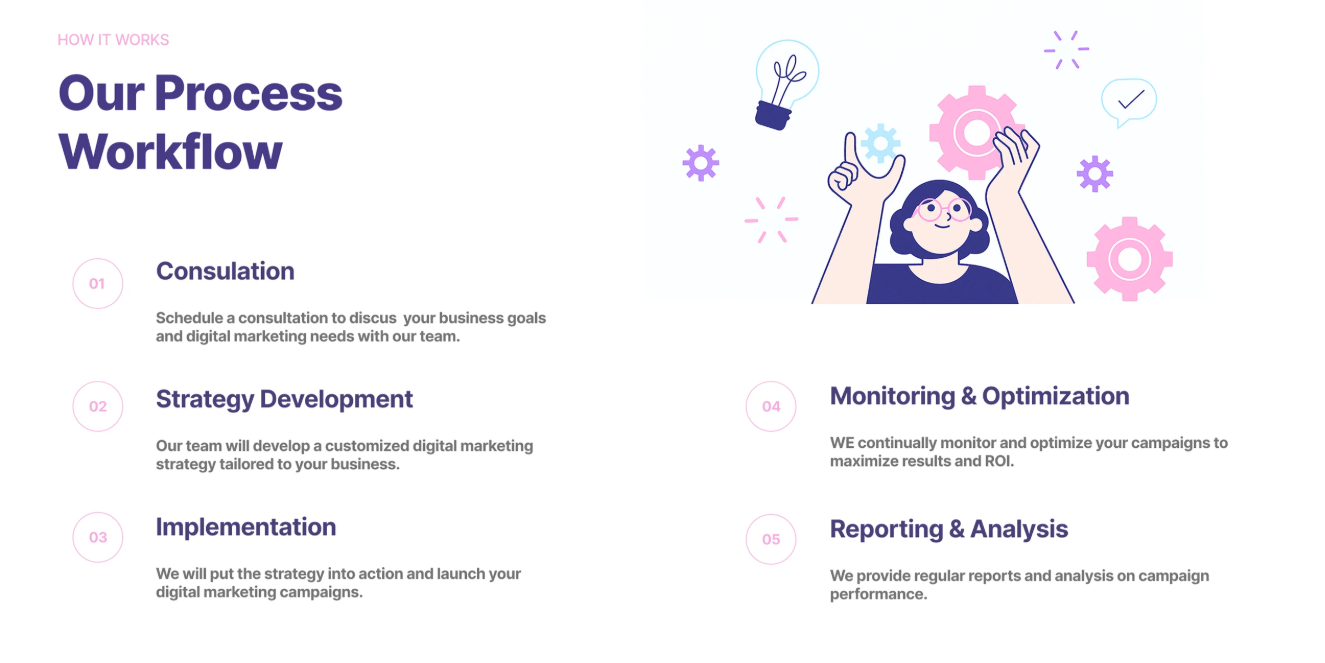 HOW IT WORKS
Our Process
Workflow
01
Consulation
Schedule a consultation to discus  your business goals
and digital marketing needs with our team.
02
Strategy Development
Our team will develop a customized digital marketing
strategy tailored to your business.
03
Implementation
We will put the strategy into action and launch your
digital marketing campaigns.
04
Monitoring & Optimization
WE continually monitor and optimize your campaigns to
maximize results and ROI.
05
Reporting & Analysis
We provide regular reports and analysis on campaign
performance.